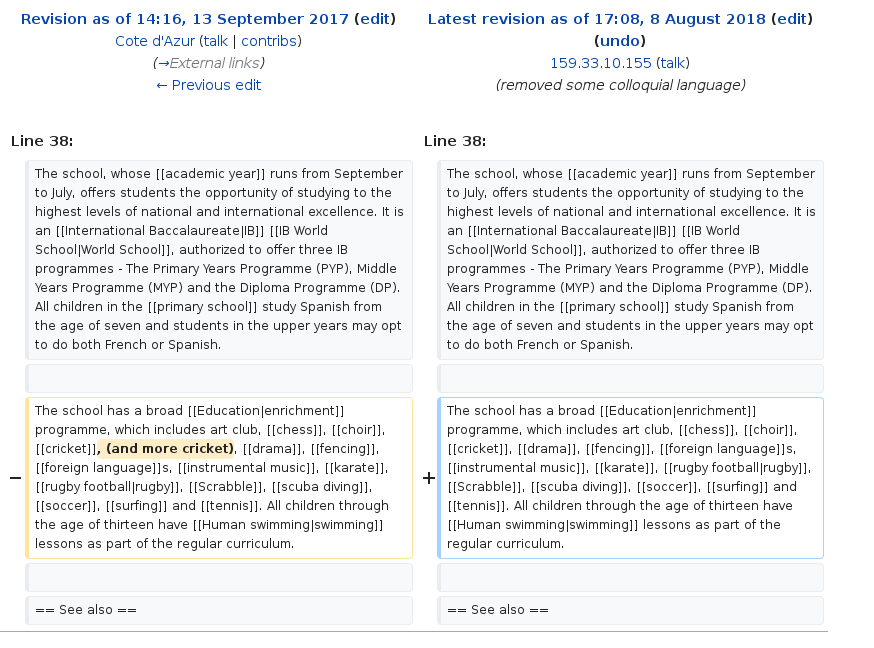 Revision as of 14:16, 13 September 2017 (edit)
Cote d'Azur (talk | contribs)
(→External links)
← Previous edit
Latest revision as of 17:08, 8 August 2018 (edit)
(undo)
159.33.10.155 (talk)
(removed some colloquial language)
Line 38:
The school, whose [[academic year]] runs from September
to July, offers students the opportunity of studying to the
highest levels of national and international excellence. It is
an [[International Baccalaureate|IB]] [[IB World
School|World School]], authorized to offer three IB
programmes - The Primary Years Programme (PYP), Middle
Years Programme (MYP) and the Diploma Programme (DP).
All children in the [[primary school]] study Spanish from
the age of seven and students in the upper years may opt
to do both French or Spanish.
− The school has a broad [[Education|enrichment]]
programme, which includes art club, [[chess]], [[choir]],
[[cricket]], (and more cricket), [[drama]], [[fencing]],
[[foreign language]]s, [[instrumental music]], [[karate]],
[[rugby football|rugby]], [[Scrabble]], [[scuba diving]],
[[soccer]], [[surfing]] and [[tennis]]. All children through
the age of thirteen have [[Human swimming|swimming]]
lessons as part of the regular curriculum.
== See also ==
Line 38:
The school, whose [[academic year]] runs from September
to July, offers students the opportunity of studying to the
highest levels of national and international excellence. It is
an [[International Baccalaureate|IB]] [[IB World
School|World School]], authorized to offer three IB
programmes - The Primary Years Programme (PYP), Middle
Years Programme (MYP) and the Diploma Programme (DP).
All children in the [[primary school]] study Spanish from
the age of seven and students in the upper years may opt
to do both French or Spanish.
+ The school has a broad [[Education|enrichment]]
programme, which includes art club, [[chess]], [[choir]],
[[cricket]], [[drama]], [[fencing]], [[foreign language]]s,
[[instrumental music]], [[karate]], [[rugby football|rugby]],
[[Scrabble]], [[scuba diving]], [[soccer]], [[surfing]] and
[[tennis]]. All children through the age of thirteen have
[[Human swimming|swimming]] lessons as part of the
regular curriculum.
== See also ==